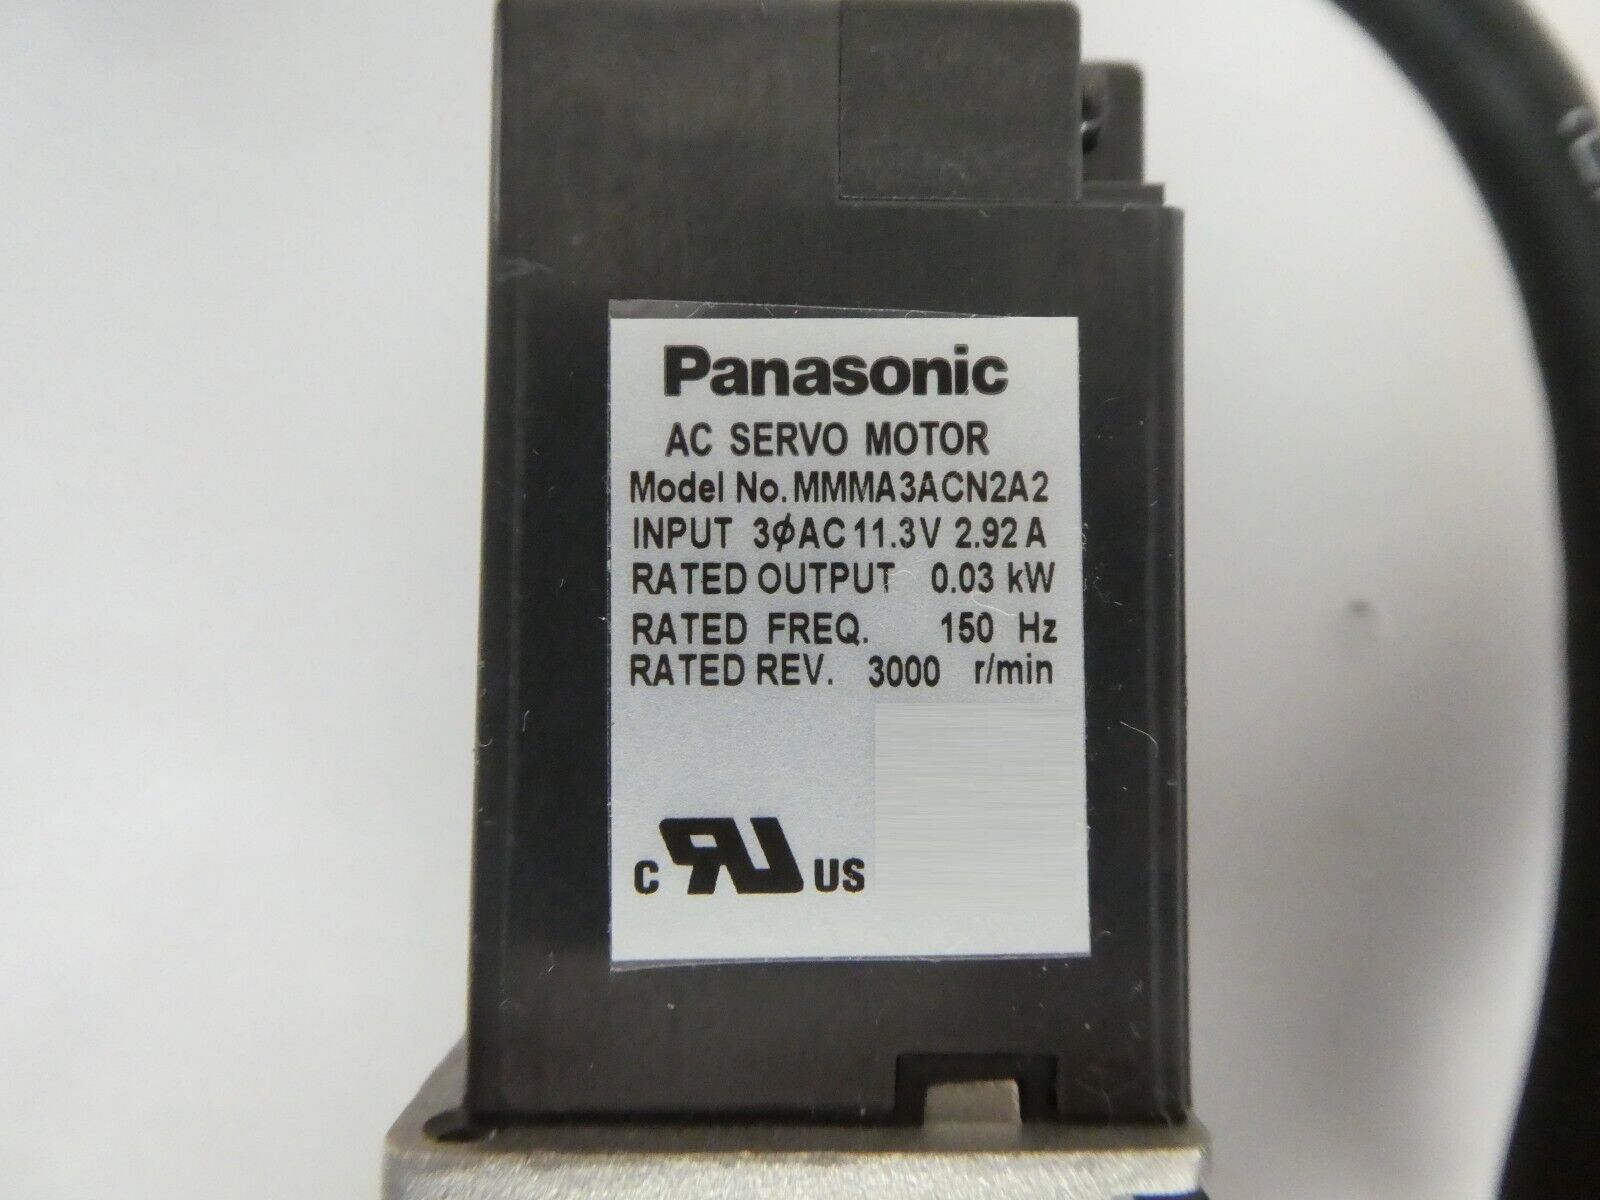 Panasonic
AC SERVO MOTOR
Model No. MMMA3ACN2A2
INPUT 3ϕAC 11.3V 2.92 A
RATED OUTPUT 0.03 kW
RATED FREQ. 150 Hz
RATED REV. 3000 r/min
C RU US